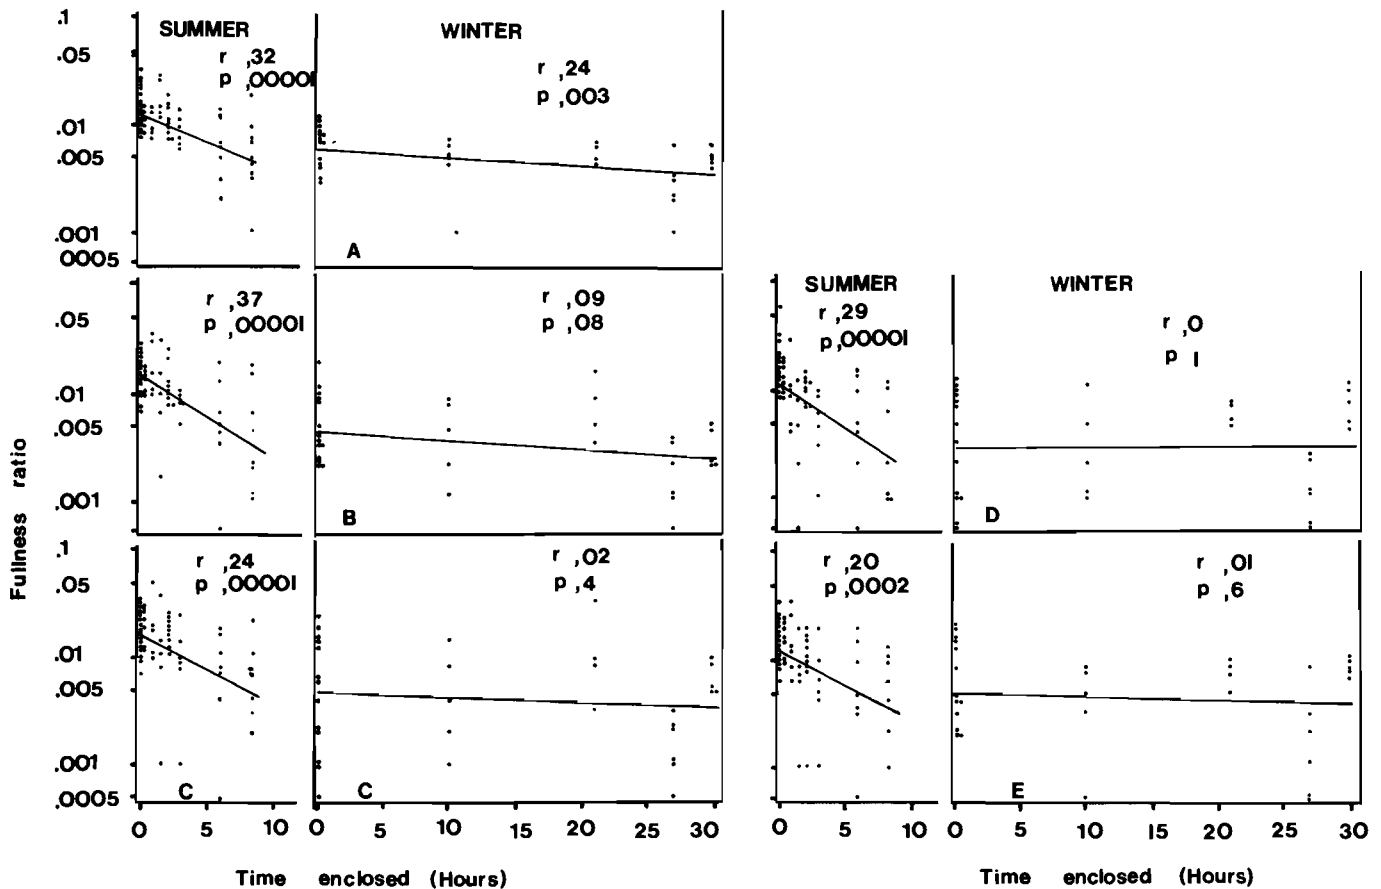 .1
.05
.01
.005
.001
.0005
SUMMER
r ,32
p ,00001
WINTER
r ,24
p ,003
A
.05
.01
.005
.001
r ,37
p ,00001
r ,09
p ,08
B
.1
.05
.01
.005
.001
.0005
r ,24
p ,00001
C
r ,02
p ,4
C
0 5 10
0 5 10 15 20 25 30
Time enclosed (Hours)
Fullness ratio
SUMMER
r ,29
p ,00001
WINTER
r ,0
p 1
D
r ,20
p ,0002
r ,01
p ,6
E
0 5 10
0 5 10 15 20 25 30
Time enclosed (Hours)